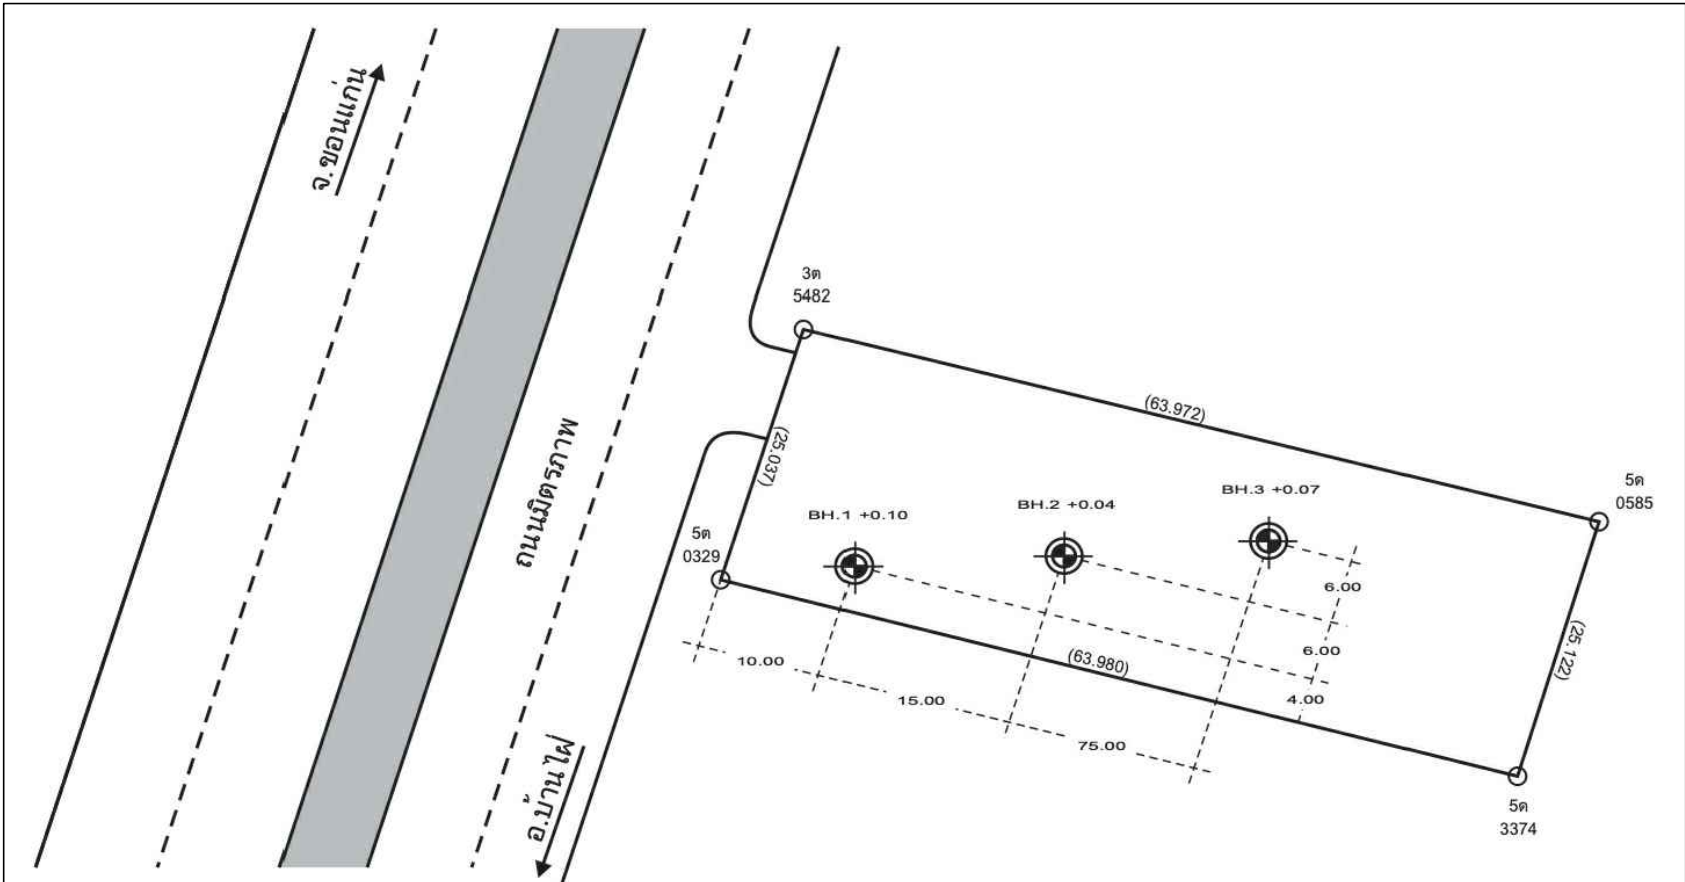 จ.ขอนแก่น
3ต
5482
(63.972)
(25.037)
ถนนมิตรภาพ
5ด
0585
BH.3 +0.07
BH.2 +0.04
BH.1 +0.10
5ต
0329
6.00
6.00
(25.122)
(63.980)
10.00
4.00
15.00
75.00
อ.บ้านไผ่
5ด
3374